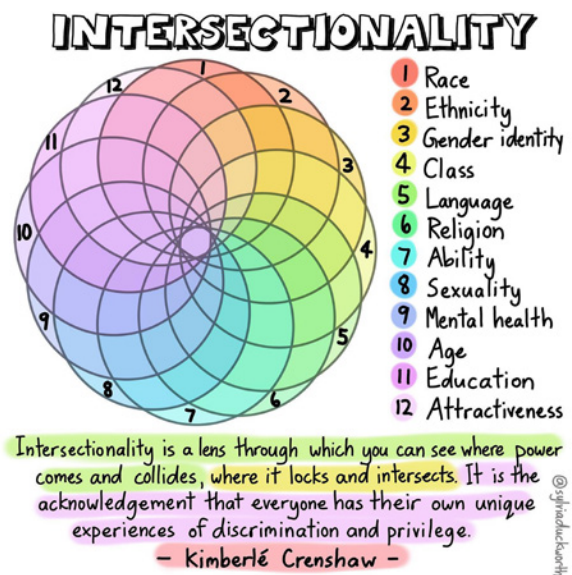 INTERSECTIONALITY
1
2
3
4
5
6
7
8
9
10
11
12
1 Race
2 Ethnicity
3 Gender identity
4 Class
5 Language
6 Religion
7 Ability
8 Sexuality
9 Mental health
10 Age
11 Education
12 Attractiveness
Intersectionality is a lens through which you can see where power
comes and collides, where it locks and intersects. It is the
acknowledgement that everyone has their own unique
experiences of discrimination and privilege.
- Kimberlé Crenshaw -
@sylviaduckworth